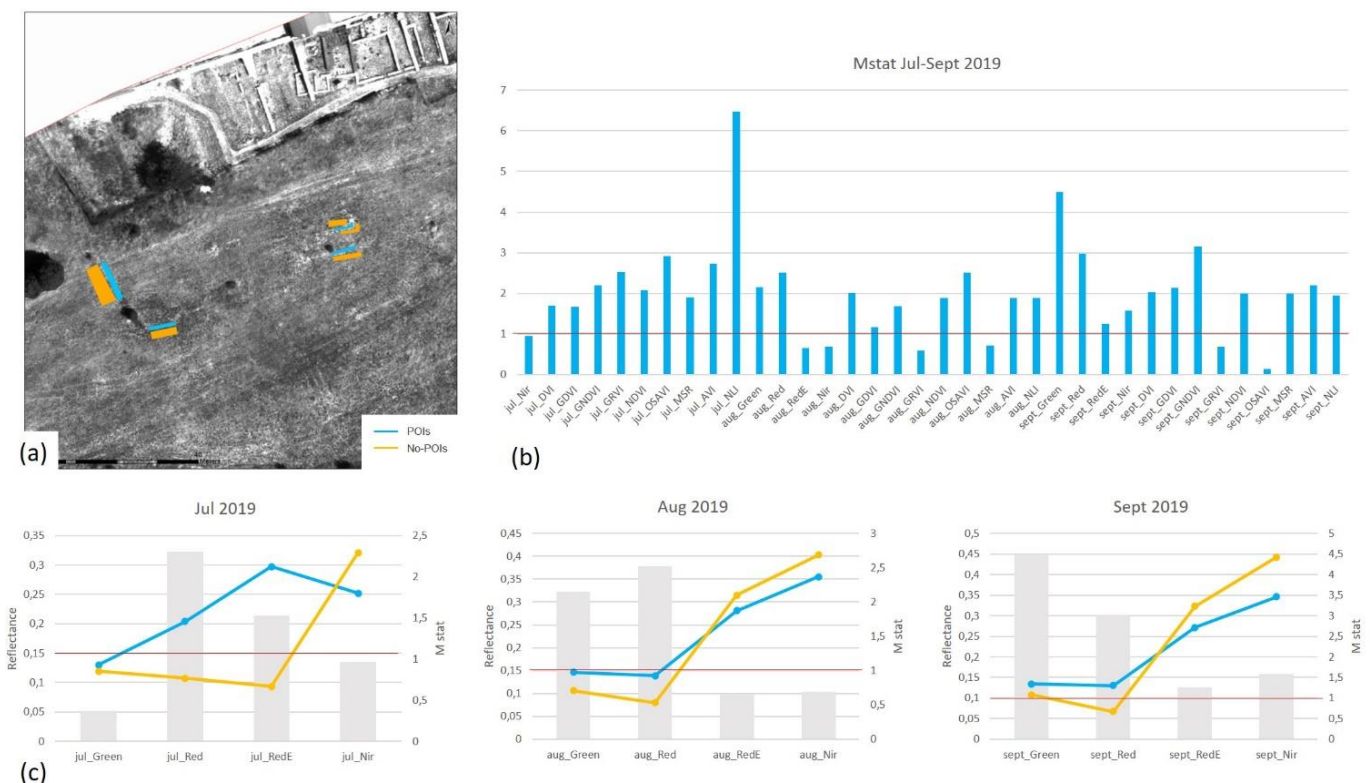 (a)
POIs
No-POIs
Mstat Jul-Sept 2019
7
6
5
4
3
2
1
0
jul_Nir
jul_DVI
jul_GDVI
jul_GNDVI
jul_GRVI
jul_NDVI
jul_OSAVI
jul_MSR
jul_AVI
jul_NLI
aug_Green
aug_Red
aug_RedE
aug_Nir
aug_DVI
aug_GDVI
aug_GNDVI
aug_GRVI
aug_NDVI
aug_OSAVI
aug_MSR
aug_AVI
aug_NLI
sept_Green
sept_Red
sept_RedE
sept_Nir
sept_DVI
sept_GDVI
sept_GNDVI
sept_GRVI
sept_NDVI
sept_OSAVI
sept_MSR
sept_AVI
sept_NLI
(b)
Jul 2019
0,35
0,3
0,25
0,2
0,15
0,1
0,05
0
Reflectance
2,5
2
1,5
1
0,5
0
M stat
jul_Green jul_Red jul_RedE jul_Nir
Aug 2019
0,45
0,4
0,35
0,3
0,25
0,2
0,15
0,1
0,05
0
Reflectance
3
2,5
2
1,5
1
0,5
0
M stat
aug_Green aug_Red aug_RedE aug_Nir
Sept 2019
0,5
0,45
0,4
0,35
0,3
0,25
0,2
0,15
0,1
0,05
0
Reflectance
5
4,5
4
3,5
3
2,5
2
1,5
1
0,5
0
M stat
sept_Green sept_Red sept_RedE sept_Nir
(c)